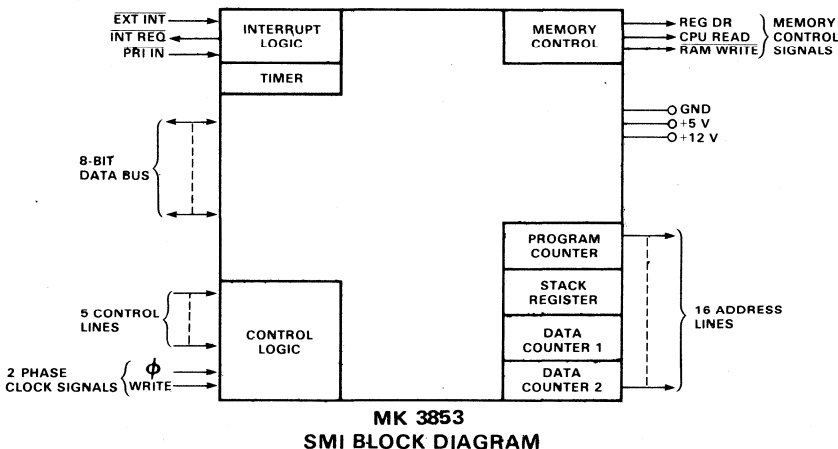 EXT INT
INT REQ
PRI IN
INTERRUPT
LOGIC
TIMER
MEMORY
CONTROL
REG DR
CPU READ
RAM WRITE
MEMORY
CONTROL
SIGNALS
GND
+5 V
+12 V
8-BIT
DATA BUS
PROGRAM
COUNTER
STACK
REGISTER
DATA
COUNTER 1
DATA
COUNTER 2
16 ADDRESS
LINES
5 CONTROL
LINES
CONTROL
LOGIC
2 PHASE
CLOCK SIGNALS
ϕ
WRITE
MK 3853
SMI BLOCK DIAGRAM